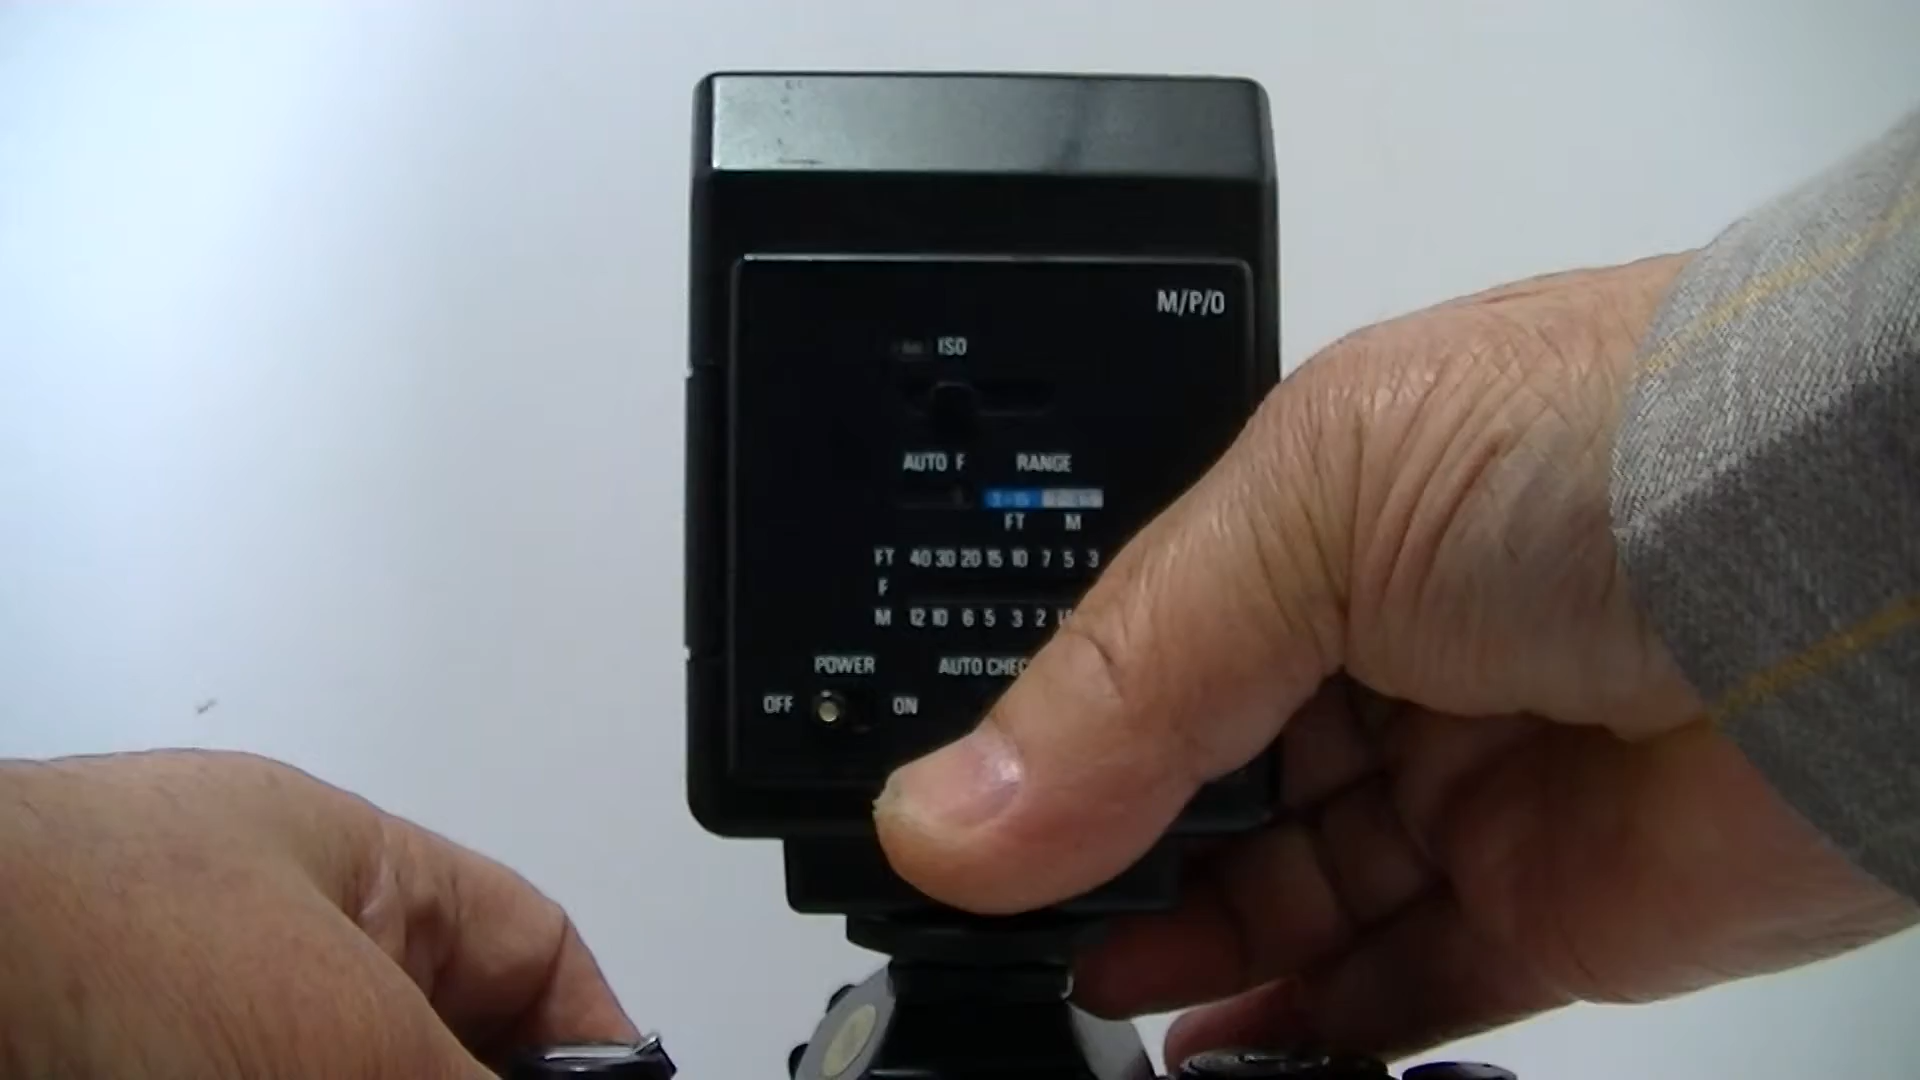 M/P/O
ISO
AUTO F RANGE
FT M
FT 40 30 20 15 10 7 5 3
F
M 12 10 6 5 3 2
POWER AUTO CHEC
OFF ON